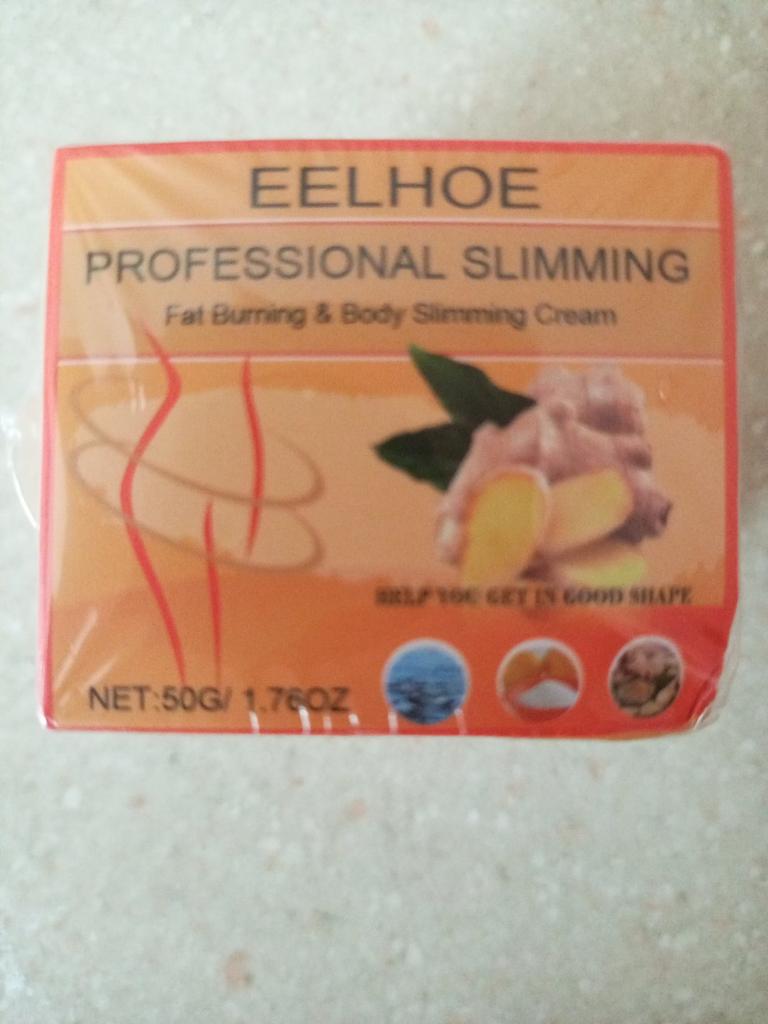 EELHOE
PROFESSIONAL SLIMMING
Fat Burning & Body Slimming Cream
HELP YOU GET IN GOOD SHAPE
NET:50G/ 1.76OZ